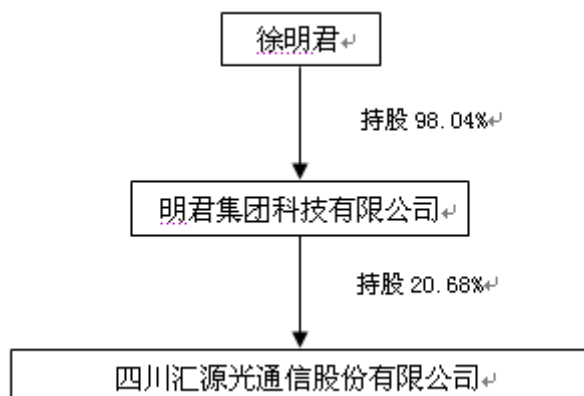 徐明君
持股 98.04%
明君集团科技有限公司
持股 20.68%
四川汇源光通信股份有限公司